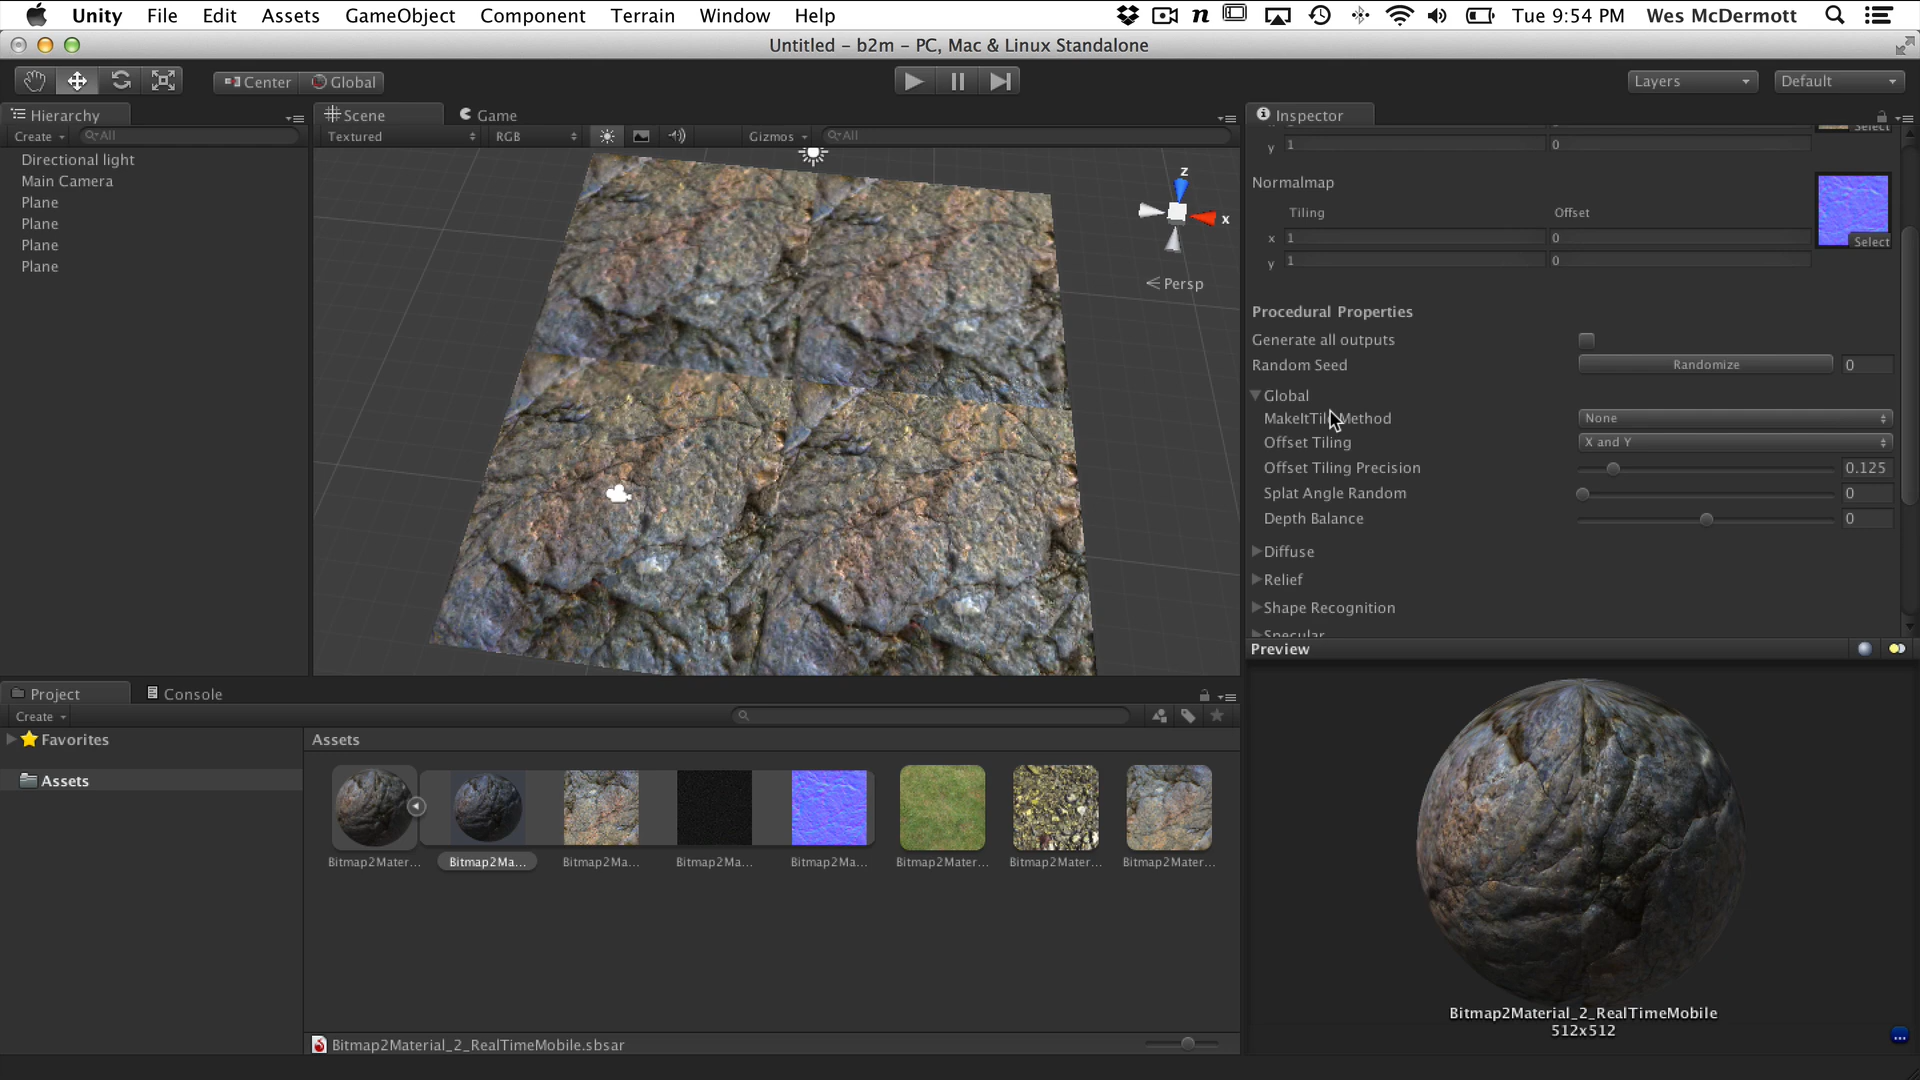 Unity File Edit Assets GameObject Component Terrain Window Help Tue 9:54 PM Wes McDermott
Untitled – b2m – PC, Mac & Linux Standalone
Center Global Layers Default
Hierarchy
Create All
Directional light
Main Camera
Plane
Plane
Plane
Plane
Scene Game
Textured RGB Gizmos All
z
x
Persp
Inspector
Select
y 1 0
Normalmap
Tiling Offset
x 1 0
y 1 0
Select
Procedural Properties
Generate all outputs
Random Seed Randomize 0
Global
MakeItTile Method None
Offset Tiling X and Y
Offset Tiling Precision 0.125
Splat Angle Random 0
Depth Balance 0
Diffuse
Relief
Shape Recognition
Specular
Preview
Bitmap2Material_2_RealTimeMobile
512x512
Project Console
Create
Favorites
Assets
Assets
Bitmap2Mater... Bitmap2Ma... Bitmap2Ma... Bitmap2Ma... Bitmap2Ma... Bitmap2Mater... Bitmap2Mater... Bitmap2Mater...
Bitmap2Material_2_RealTimeMobile.sbsar